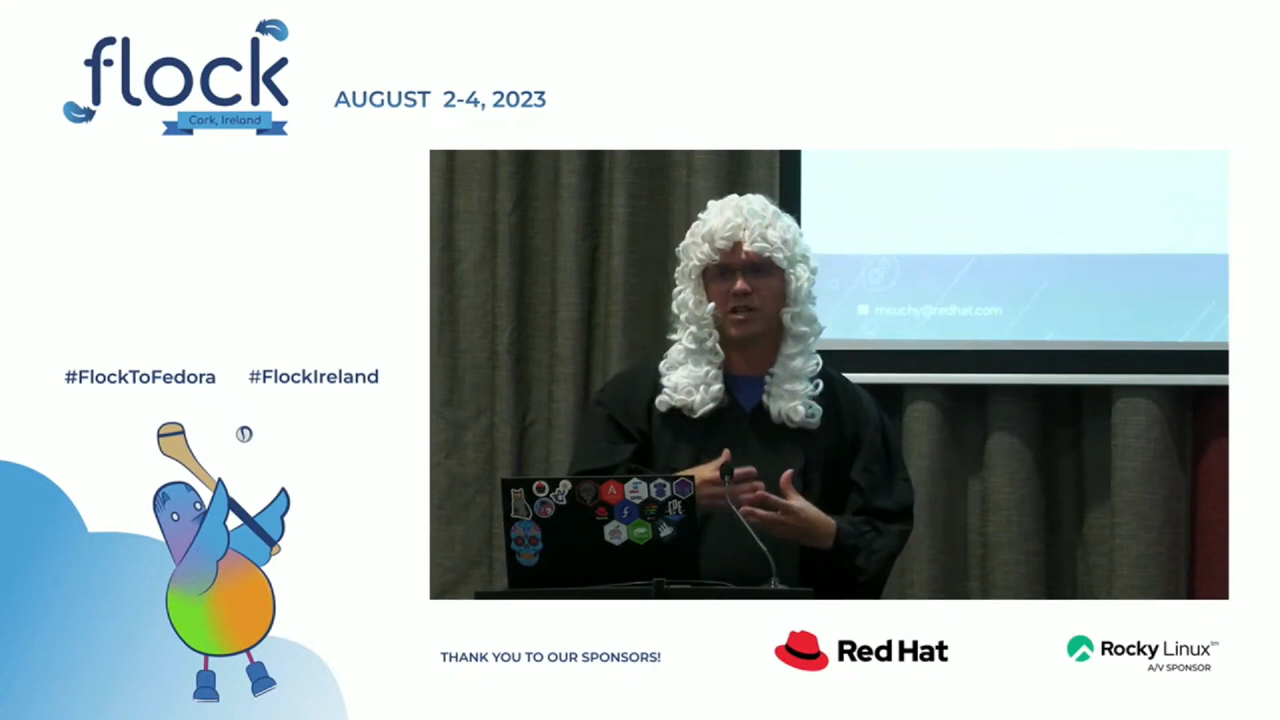 flock
Cork, Ireland
AUGUST 2-4, 2023
msuchy@redhat.com
#FlockToFedora #FlockIreland
THANK YOU TO OUR SPONSORS!
Red Hat
Rocky Linux™
A/V SPONSOR